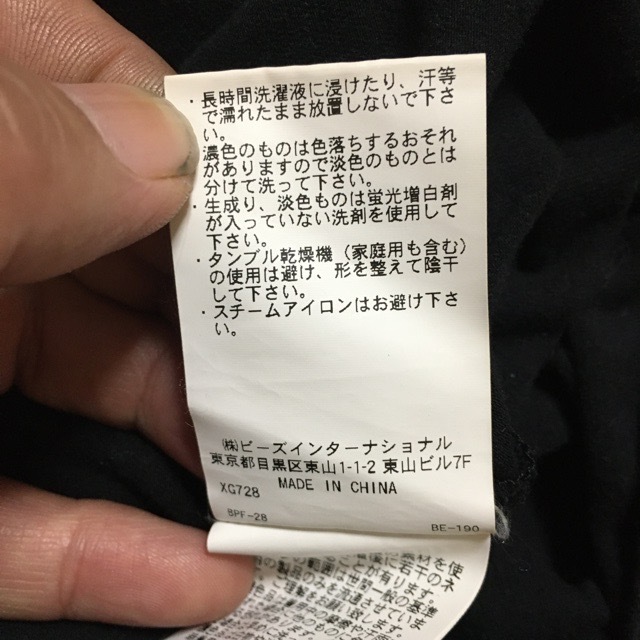 ・長時間洗濯液に浸けたり、汗等
で濡れたまま放置しないで下さ
い。
濃色のものは色落ちするおそれ
がありますので淡色のものとは
分けて洗って下さい。
・生成り、淡色ものは蛍光増白剤
が入っていない洗剤を使用して
下さい。
・タンブル乾燥機（家庭用も含む）
の使用は避け、形を整えて陰干
して下さい。
・スチームアイロンはお避け下さ
い。
㈱ビーズインターナショナル
東京都目黒区東山1-1-2 東山ビル7F
XG728 MADE IN CHINA
BPF-28 BE-190